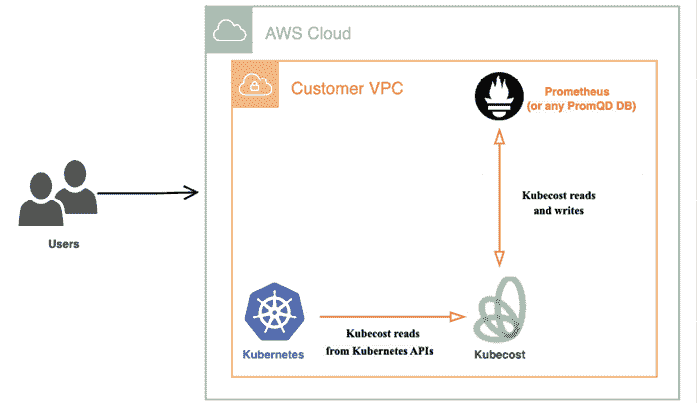 AWS Cloud
Customer VPC
Prometheus
(or any PromQD DB)
Kubecost reads
and writes
Users
Kubernetes
Kubecost reads
from Kubernetes APIs
Kubecost